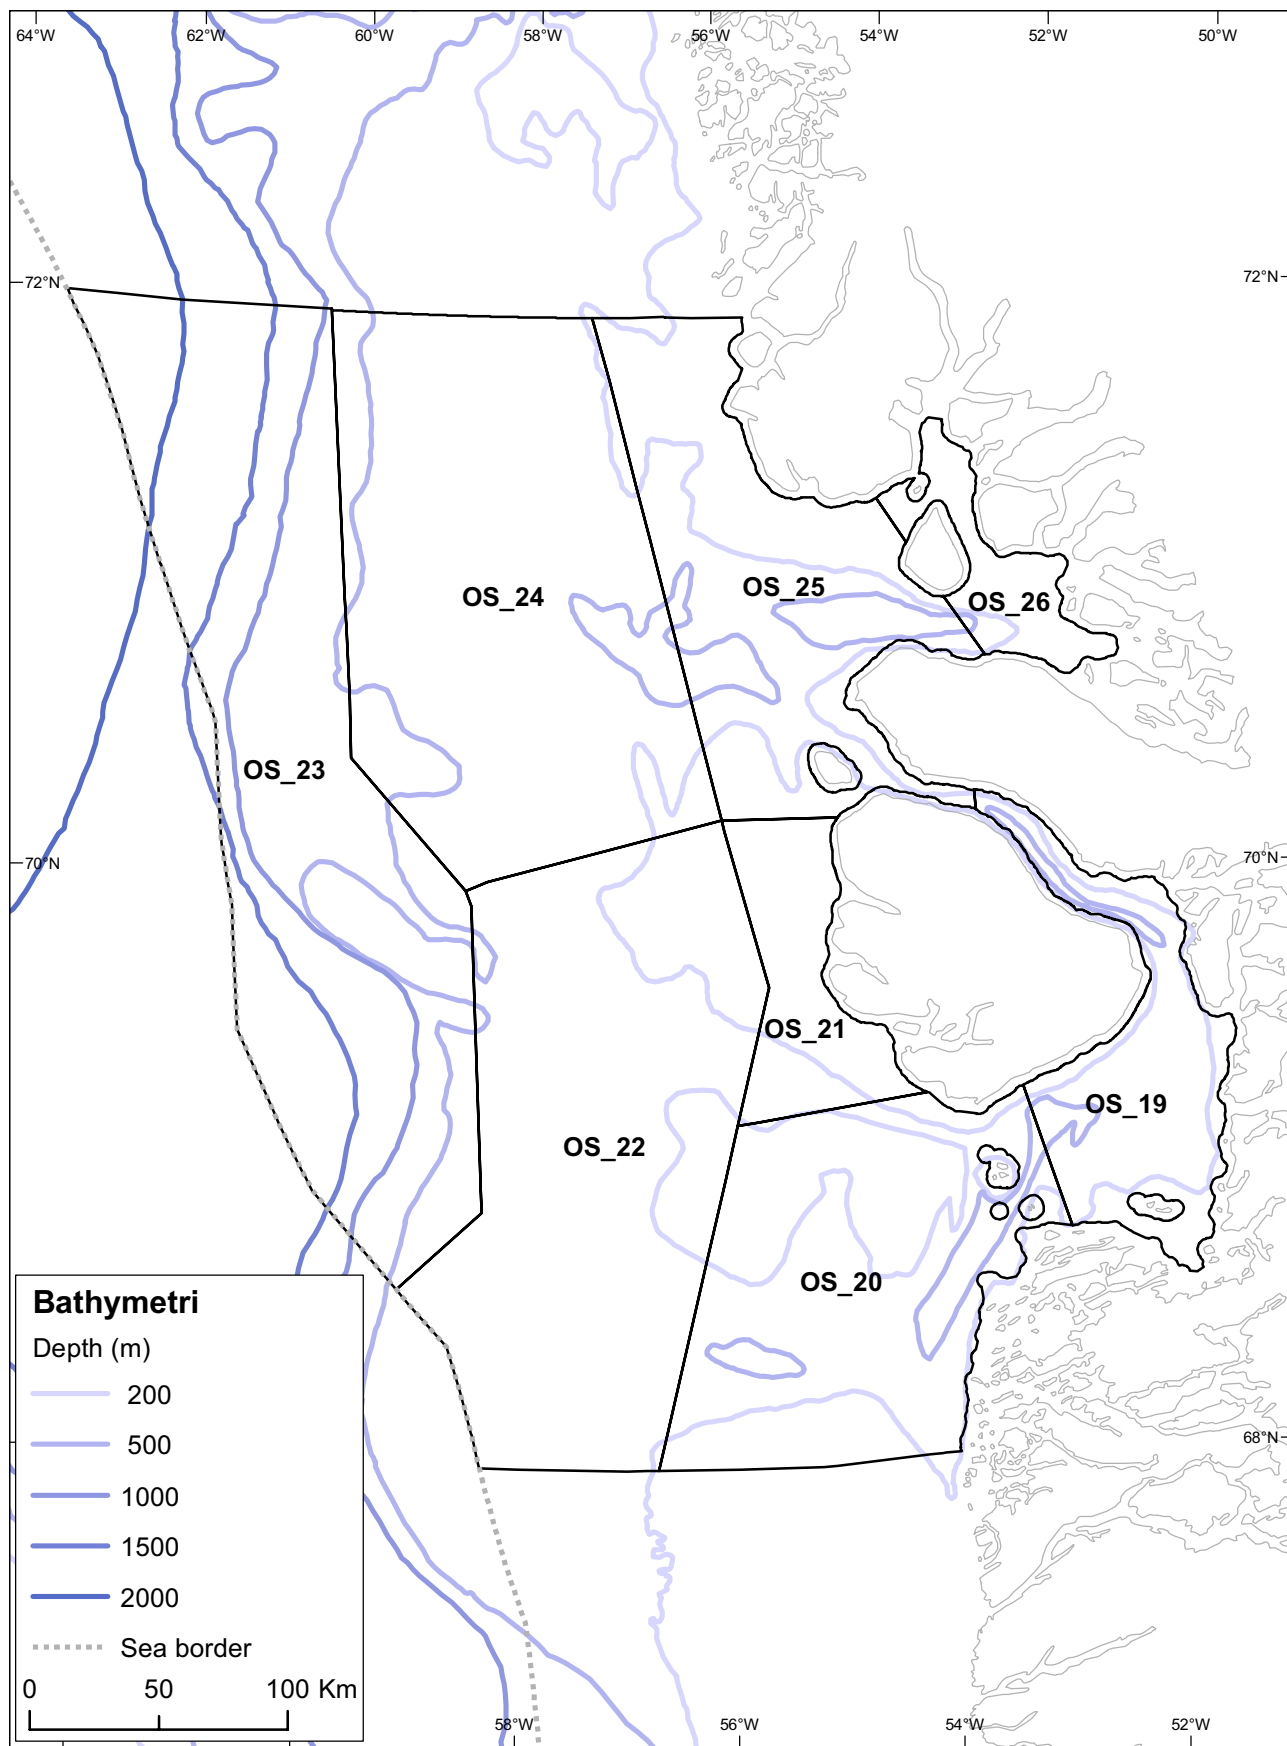 64°W 62°W 60°W 58°W 56°W 54°W 52°W 50°W
72°N 72°N
OS_25
OS_24
OS_26
OS_23
70°N 70°N
OS_21
OS_19
OS_22
OS_20
68°N
Bathymetri
Depth (m)
200
500
1000
1500
2000
Sea border
0 50 100 Km
58°W 56°W 54°W 52°W